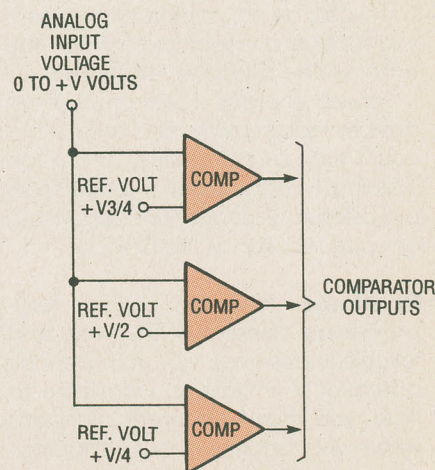 ANALOG
INPUT
VOLTAGE
0 TO +V VOLTS
COMP
REF. VOLT
+V3/4
COMP
REF. VOLT
+V/2
COMPARATOR
OUTPUTS
COMP
REF. VOLT
+V/4